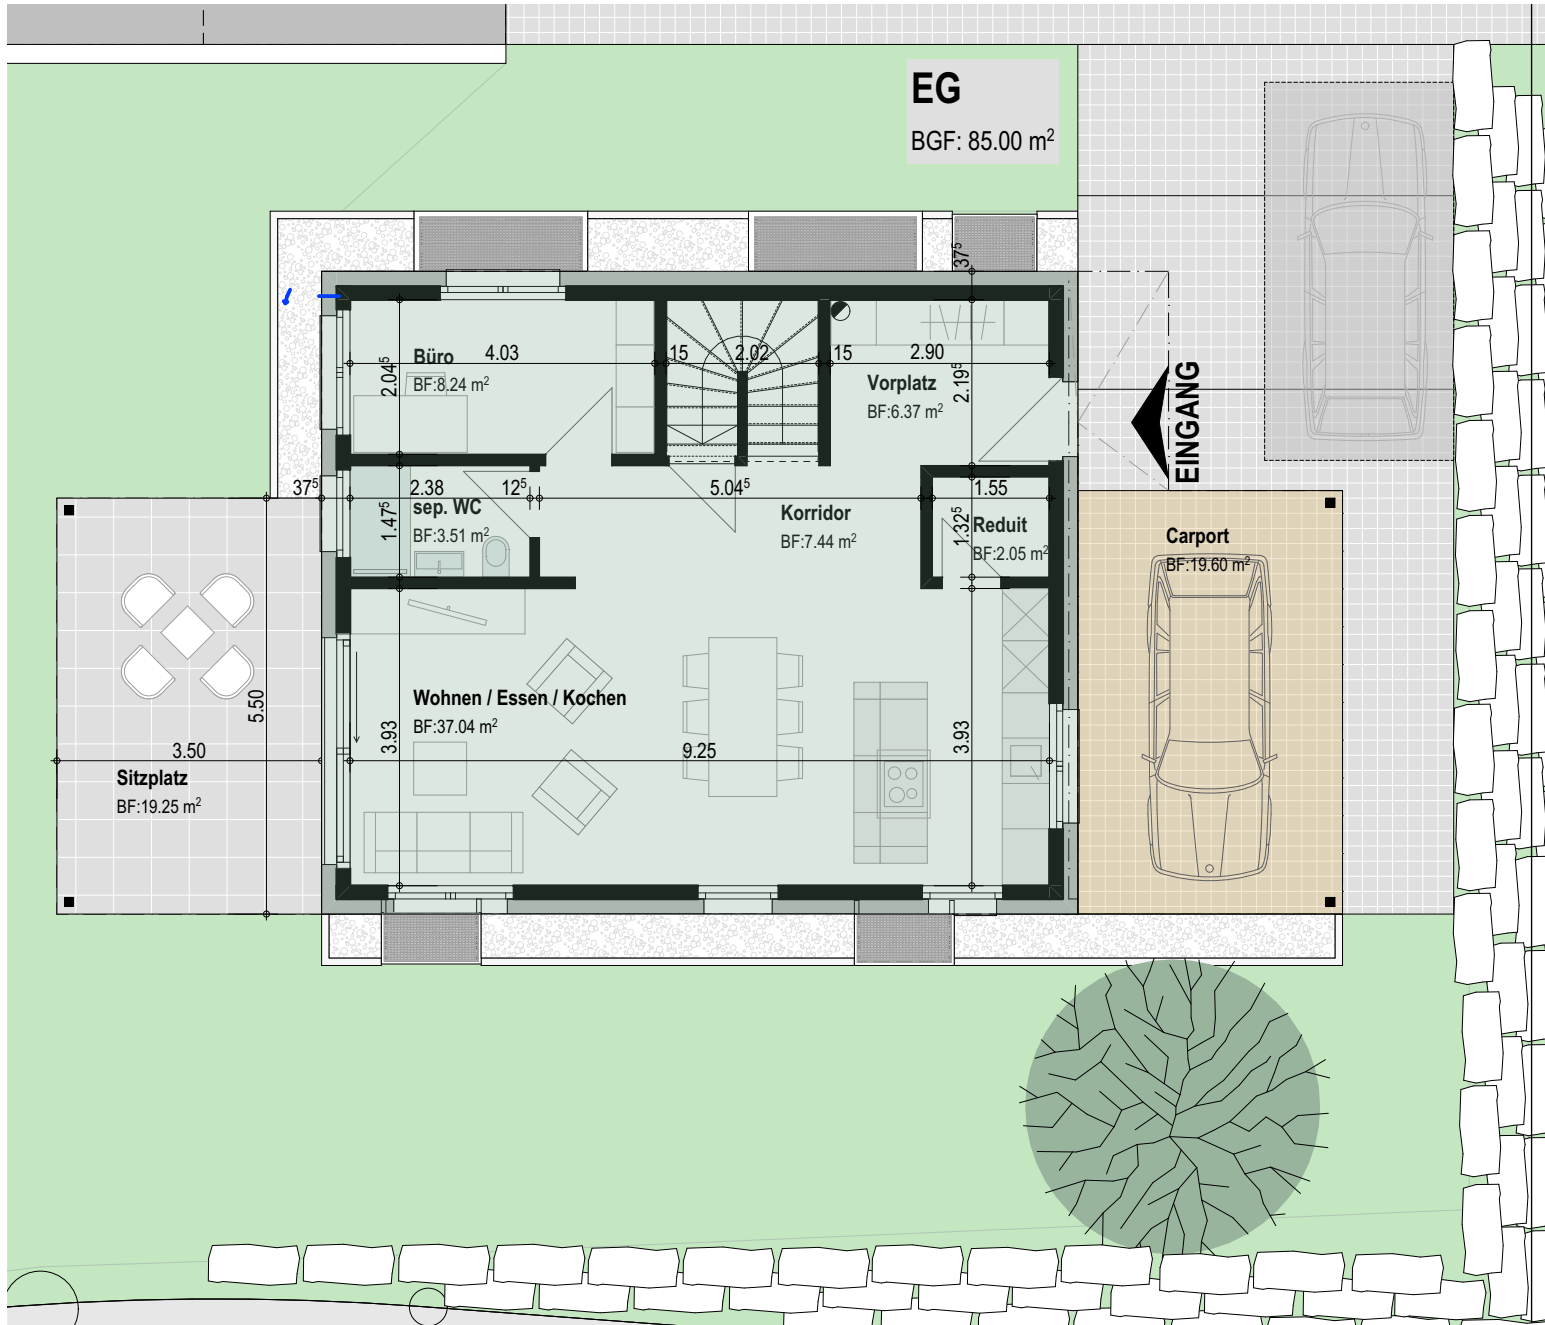 EG
BGF: 85.00 m²
37⁵
Büro
4.03
15
2.02
15
2.90
BF:8.24 m²
2.04⁵
Vorplatz
BF:6.37 m²
2.19⁵
EINGANG
37⁵
2.38
12⁵
5.04⁵
1.55
sep. WC
BF:3.51 m²
1.47⁵
Korridor
BF:7.44 m²
1.32⁵
Reduit
BF:2.05 m²
Carport
BF:19.60 m²
Wohnen / Essen / Kochen
BF:37.04 m²
5.50
3.93
3.93
3.50
9.25
Sitzplatz
BF:19.25 m²